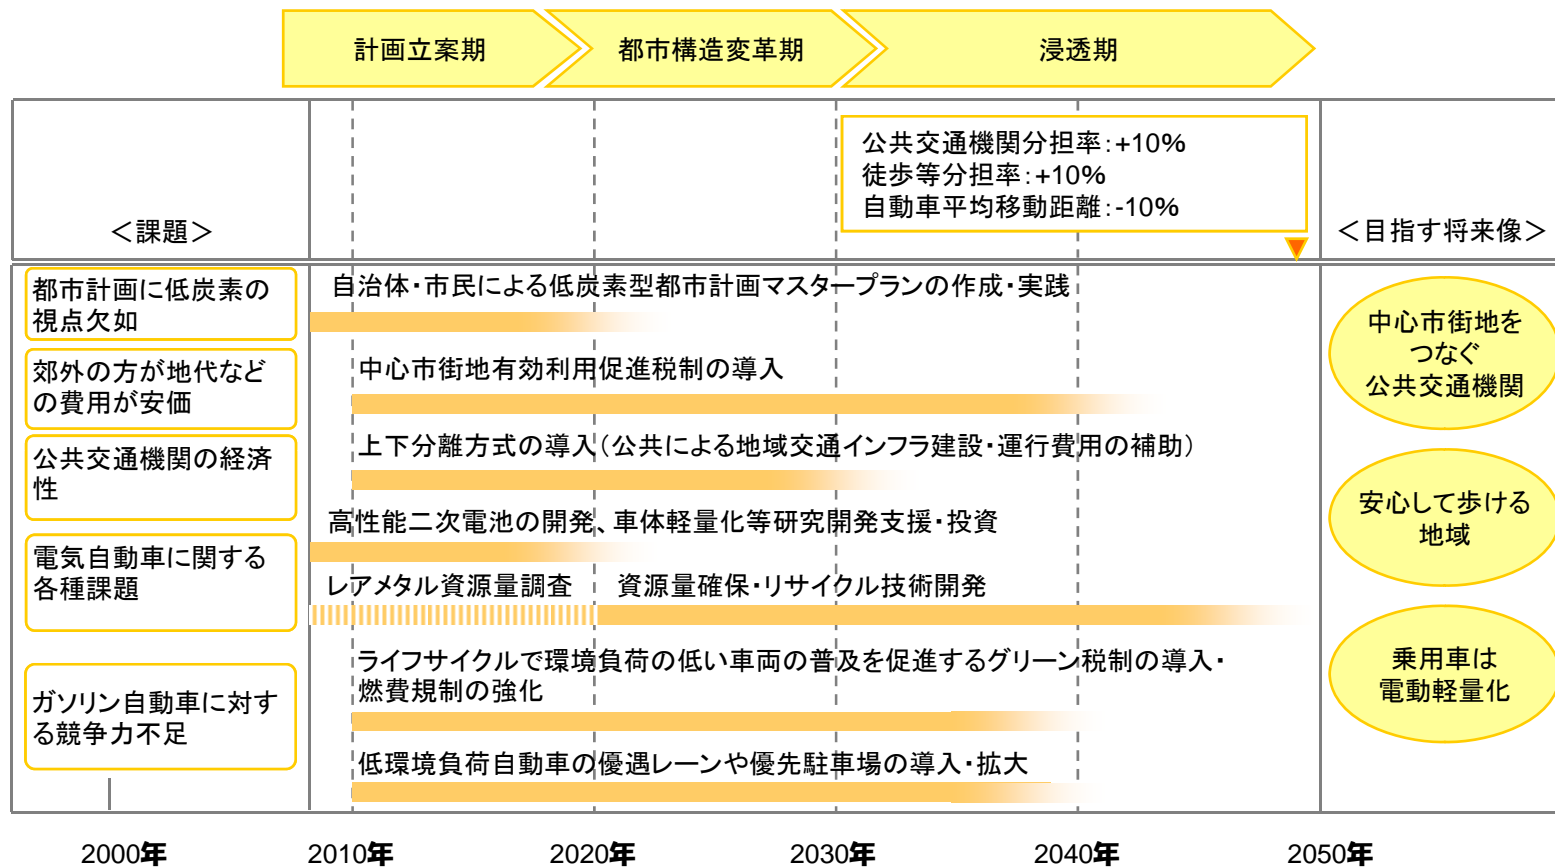 計画立案期
都市構造変革期
浸透期
公共交通機関分担率:+10%
徒歩等分担率:+10%
自動車平均移動距離:-10%
＜課題＞
＜目指す将来像＞
都市計画に低炭素の
視点欠如
自治体・市民による低炭素型都市計画マスタープランの作成・実践
郊外の方が地代など
の費用が安価
中心市街地有効利用促進税制の導入
公共交通機関の経済
性
上下分離方式の導入(公共による地域交通インフラ建設・運行費用の補助)
電気自動車に関する
各種課題
高性能二次電池の開発、車体軽量化等研究開発支援・投資
レアメタル資源量調査
資源量確保・リサイクル技術開発
ガソリン自動車に対す
る競争力不足
ライフサイクルで環境負荷の低い車両の普及を促進するグリーン税制の導入・
燃費規制の強化
低環境負荷自動車の優遇レーンや優先駐車場の導入・拡大
中心市街地を
つなぐ
公共交通機関
安心して歩ける
地域
乗用車は
電動軽量化
2000年
2010年
2020年
2030年
2040年
2050年